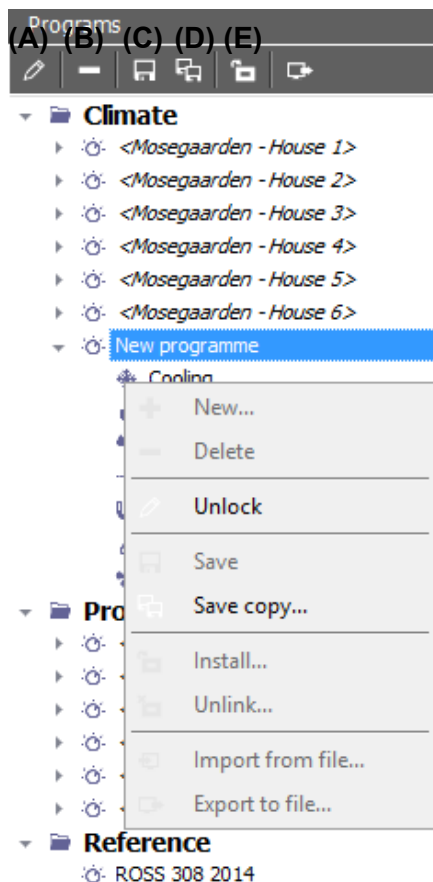 Programs
(A) (B) (C) (D) (E)
Climate
<Mosegaarden - House 1>
<Mosegaarden - House 2>
<Mosegaarden - House 3>
<Mosegaarden - House 4>
<Mosegaarden - House 5>
<Mosegaarden - House 6>
New programme
Cooling
New...
Delete
Unlock
Save
Save copy...
Pro
Install...
Unlink...
Import from file...
Export to file...
Reference
ROSS 308 2014